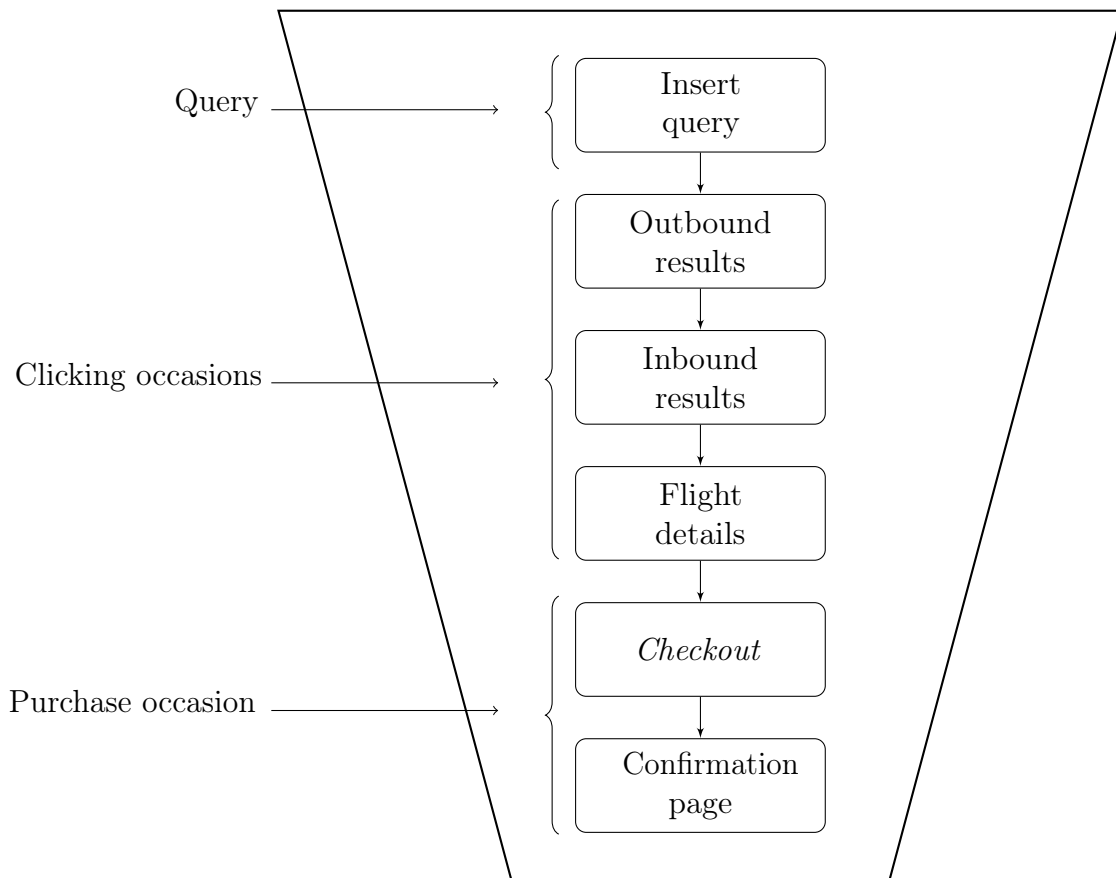 Query
Insert
query
Outbound
results
Clicking occasions
Inbound
results
Flight
details
Purchase occasion
Checkout
Confirmation
page